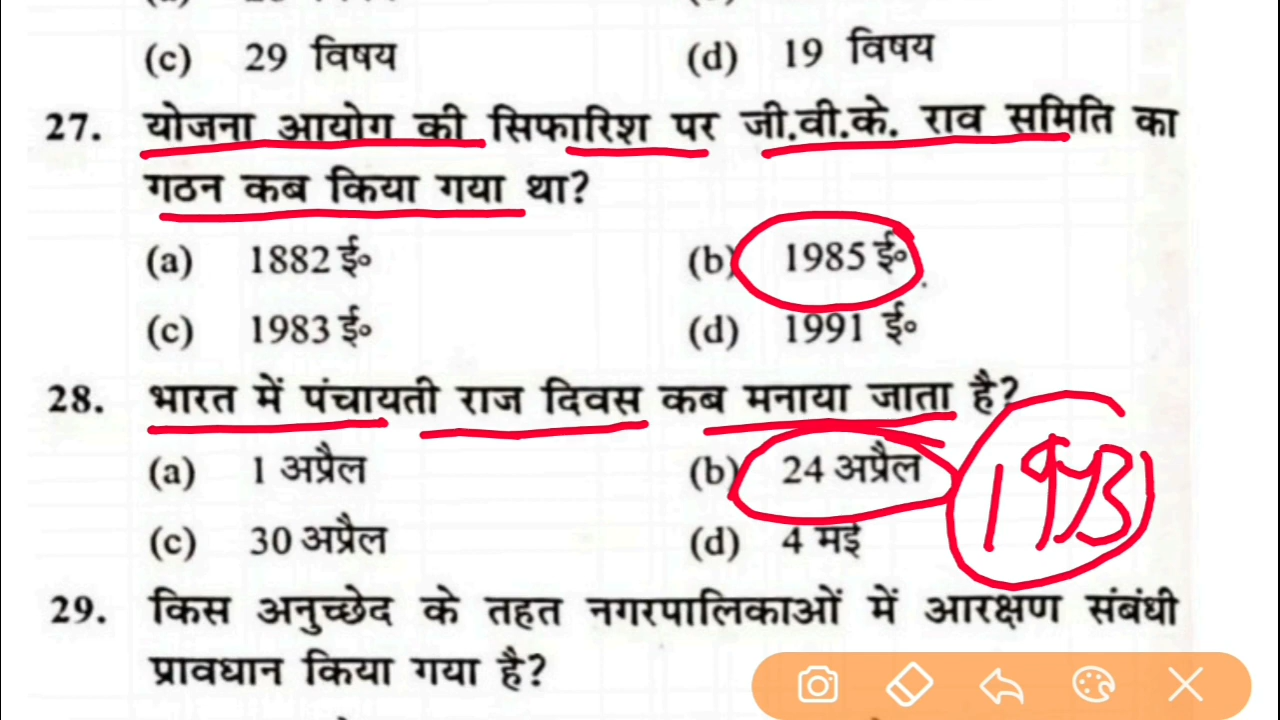 (c) 29 विषय (d) 19 विषय
27. योजना आयोग की सिफारिश पर जी.वी.के. राव समिति का
गठन कब किया गया था?
(a) 1882 ई० (b) 1985 ई०
(c) 1983 ई० (d) 1991 ई०
28. भारत में पंचायती राज दिवस कब मनाया जाता है?
(a) 1 अप्रैल (b) 24 अप्रैल
1993
(c) 30 अप्रैल (d) 4 मई
29. किस अनुच्छेद के तहत नगरपालिकाओं में आरक्षण संबंधी
प्रावधान किया गया है?